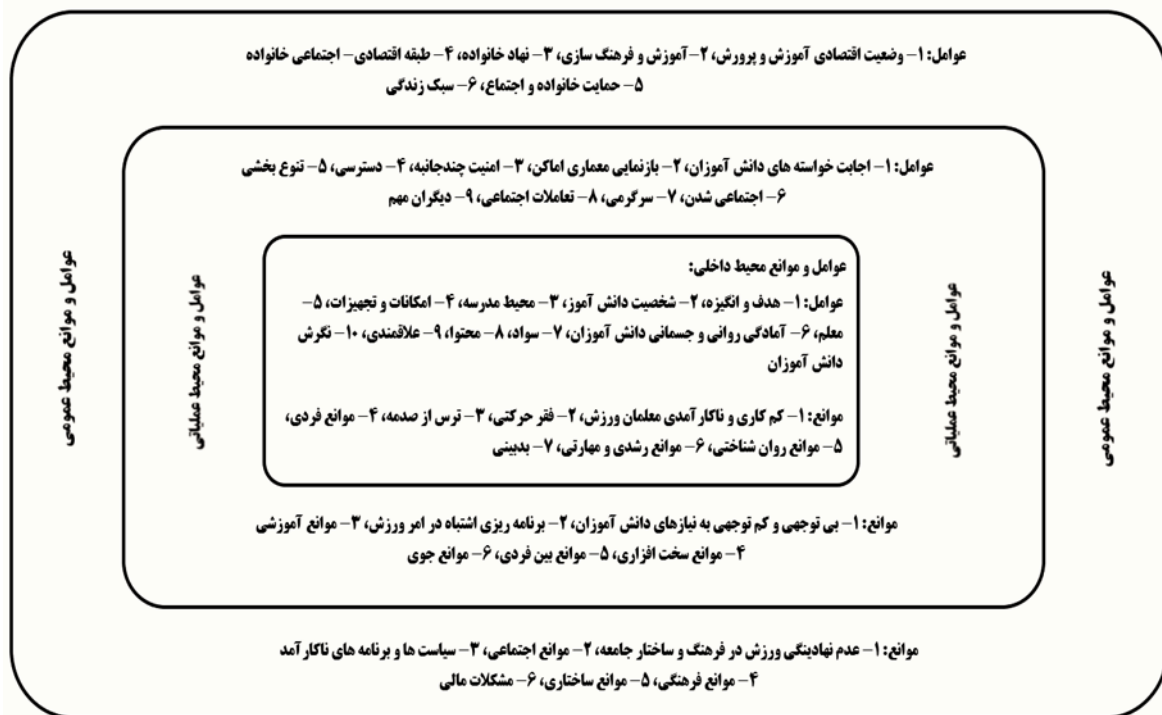 عوامل: ۱- وضعیت اقتصادی آموزش و پرورش، ۲- آموزش و فرهنگ سازی، ۳- نهاد خانواده، ۴- طبقه اقتصادی- اجتماعی خانواده
۵- حمایت خانواده و اجتماع، ۶- سبک زندگی
عوامل: ۱- اجابت خواسته های دانش آموزان، ۲- بازنمایی معماری اماکن، ۳- امنیت چندجانبه، ۴- دسترسی، ۵- تنوع بخشی
۶- اجتماعی شدن، ۷- سرگرمی، ۸- تعاملات اجتماعی، ۹- دیگران مهم
عوامل و موانع محیط عمومی
عوامل و موانع محیط عملیاتی
عوامل و موانع محیط داخلی:
عوامل: ۱- هدف و انگیزه، ۲- شخصیت دانش آموز، ۳- محیط مدرسه، ۴- امکانات و تجهیزات، ۵-
معلم، ۶- آمادگی روانی و جسمانی دانش آموزان، ۷- سواد، ۸- محتوا، ۹- علاقمندی، ۱۰- نگرش
دانش آموزان
موانع: ۱- کم کاری و ناکارآمدی معلمان ورزش، ۲- فقر حرکتی، ۳- ترس از صدمه، ۴- موانع فردی،
۵- موانع روان شناختی، ۶- موانع رشدی و مهارتی، ۷- بدبینی
عوامل و موانع محیط عملیاتی
عوامل و موانع محیط عمومی
موانع: ۱- بی توجهی و کم توجهی به نیازهای دانش آموزان، ۲- برنامه ریزی اشتباه در امر ورزش، ۳- موانع آموزشی
۴- موانع سخت افزاری، ۵- موانع بین فردی، ۶- موانع جوی
موانع: ۱- عدم نهادینگی ورزش در فرهنگ و ساختار جامعه، ۲- موانع اجتماعی، ۳- سیاست ها و برنامه های ناکارآمد
۴- موانع فرهنگی، ۵- موانع ساختاری، ۶- مشکلات مالی